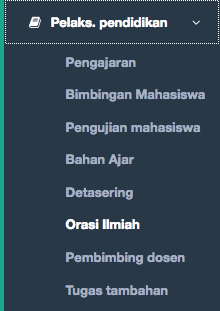 Pelaks. pendidikan
Pengajaran
Bimbingan Mahasiswa
Pengujian mahasiswa
Bahan Ajar
Detasering
Orasi Ilmiah
Pembimbing dosen
Tugas tambahan